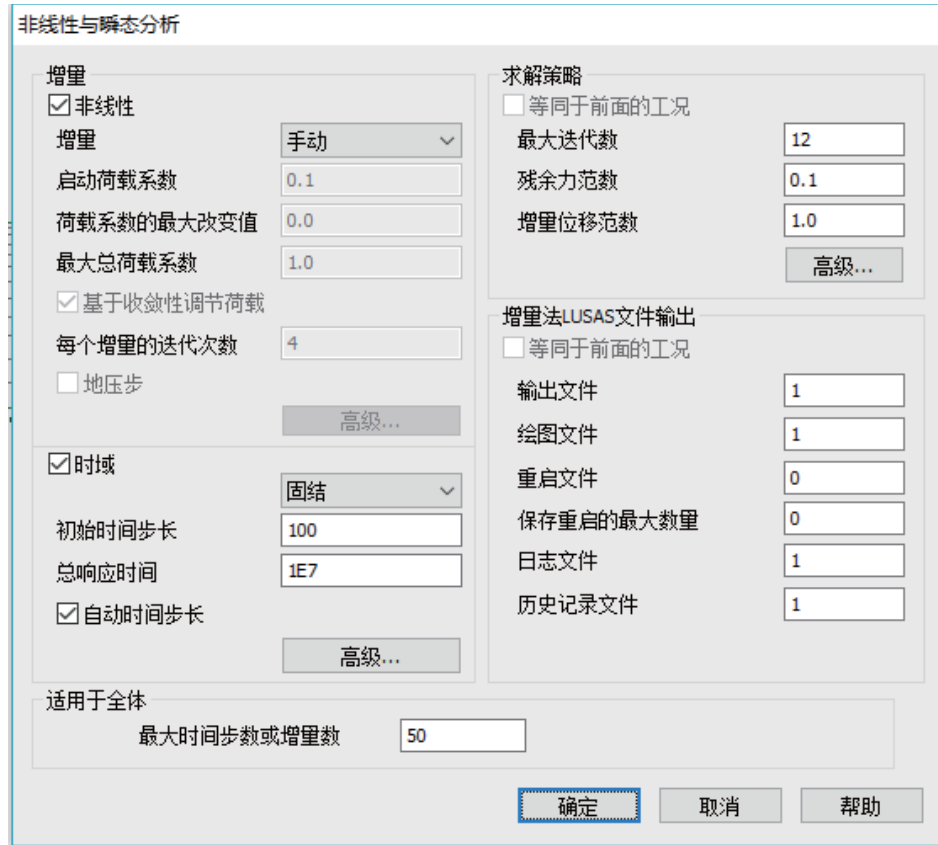 非线性与瞬态分析
增量
非线性
增量 手动
启动荷载系数 0.1
荷载系数的最大改变值 0.0
最大总荷载系数 1.0
基于收敛性调节荷载
每个增量的迭代次数 4
地压步
高级...
时域
固结
初始时间步长 100
总响应时间 1E7
自动时间步长
高级...
求解策略
等同于前面的工况
最大迭代数 12
残余力范数 0.1
增量位移范数 1.0
高级...
增量法LUSAS文件输出
等同于前面的工况
输出文件 1
绘图文件 1
重启文件 0
保存重启的最大数量 0
日志文件 1
历史记录文件 1
适用于全体
最大时间步数或增量数 50
确定 取消 帮助